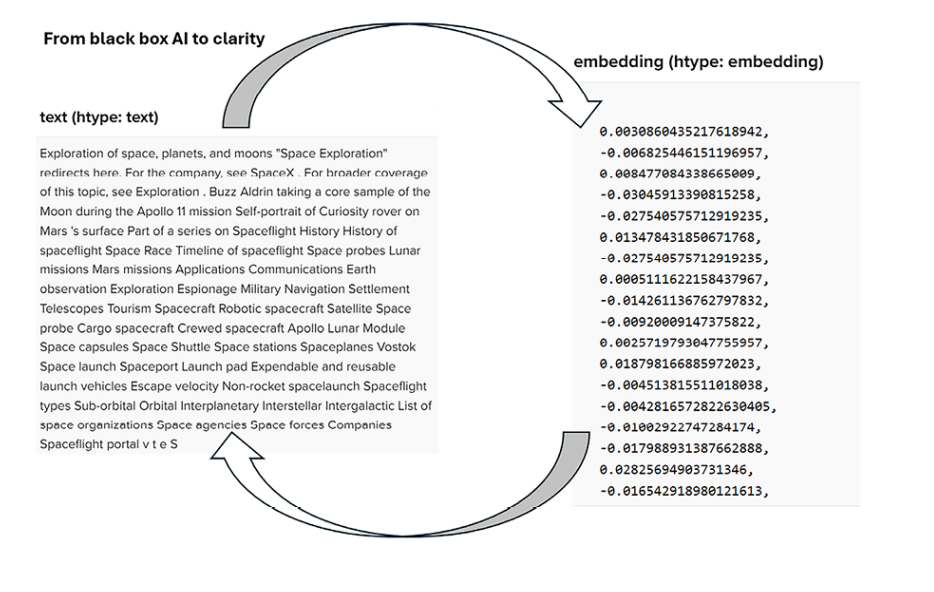 From black box AI to clarity
embedding (htype: embedding)
text (htype: text)
Exploration of space, planets, and moons "Space Exploration"
redirects here. For the company, see SpaceX . For broader coverage
of this topic, see Exploration . Buzz Aldrin taking a core sample of the
Moon during the Apollo 11 mission Self-portrait of Curiosity rover on
Mars 's surface Part of a series on Spaceflight History History of
spaceflight Space Race Timeline of spaceflight Space probes Lunar
missions Mars missions Applications Communications Earth
observation Exploration Espionage Military Navigation Settlement
Telescopes Tourism Spacecraft Robotic spacecraft Satellite Space
probe Cargo spacecraft Crewed spacecraft Apollo Lunar Module
Space capsules Space Shuttle Space stations Spaceplanes Vostok
Space launch Spaceport Launch pad Expendable and reusable
launch vehicles Escape velocity Non-rocket spacelaunch Spaceflight
types Sub-orbital Orbital Interplanetary Interstellar Intergalactic List of
space organizations Space agencies Space forces Companies
Spaceflight portal v t e S
0.0030860435217618942,
-0.006825446151196957,
0.008477084338665009,
-0.03045913390815258,
-0.027540575712919235,
0.013478431850671768,
-0.027540575712919235,
0.0005111622158437967,
-0.014261136762797832,
-0.00920009147375822,
0.0025719793047755957,
0.018798166885972023,
-0.004513815511018038,
-0.0042816572822630405,
-0.01002922747284174,
-0.017988931387662888,
0.02825694903731346,
-0.016542918980121613,